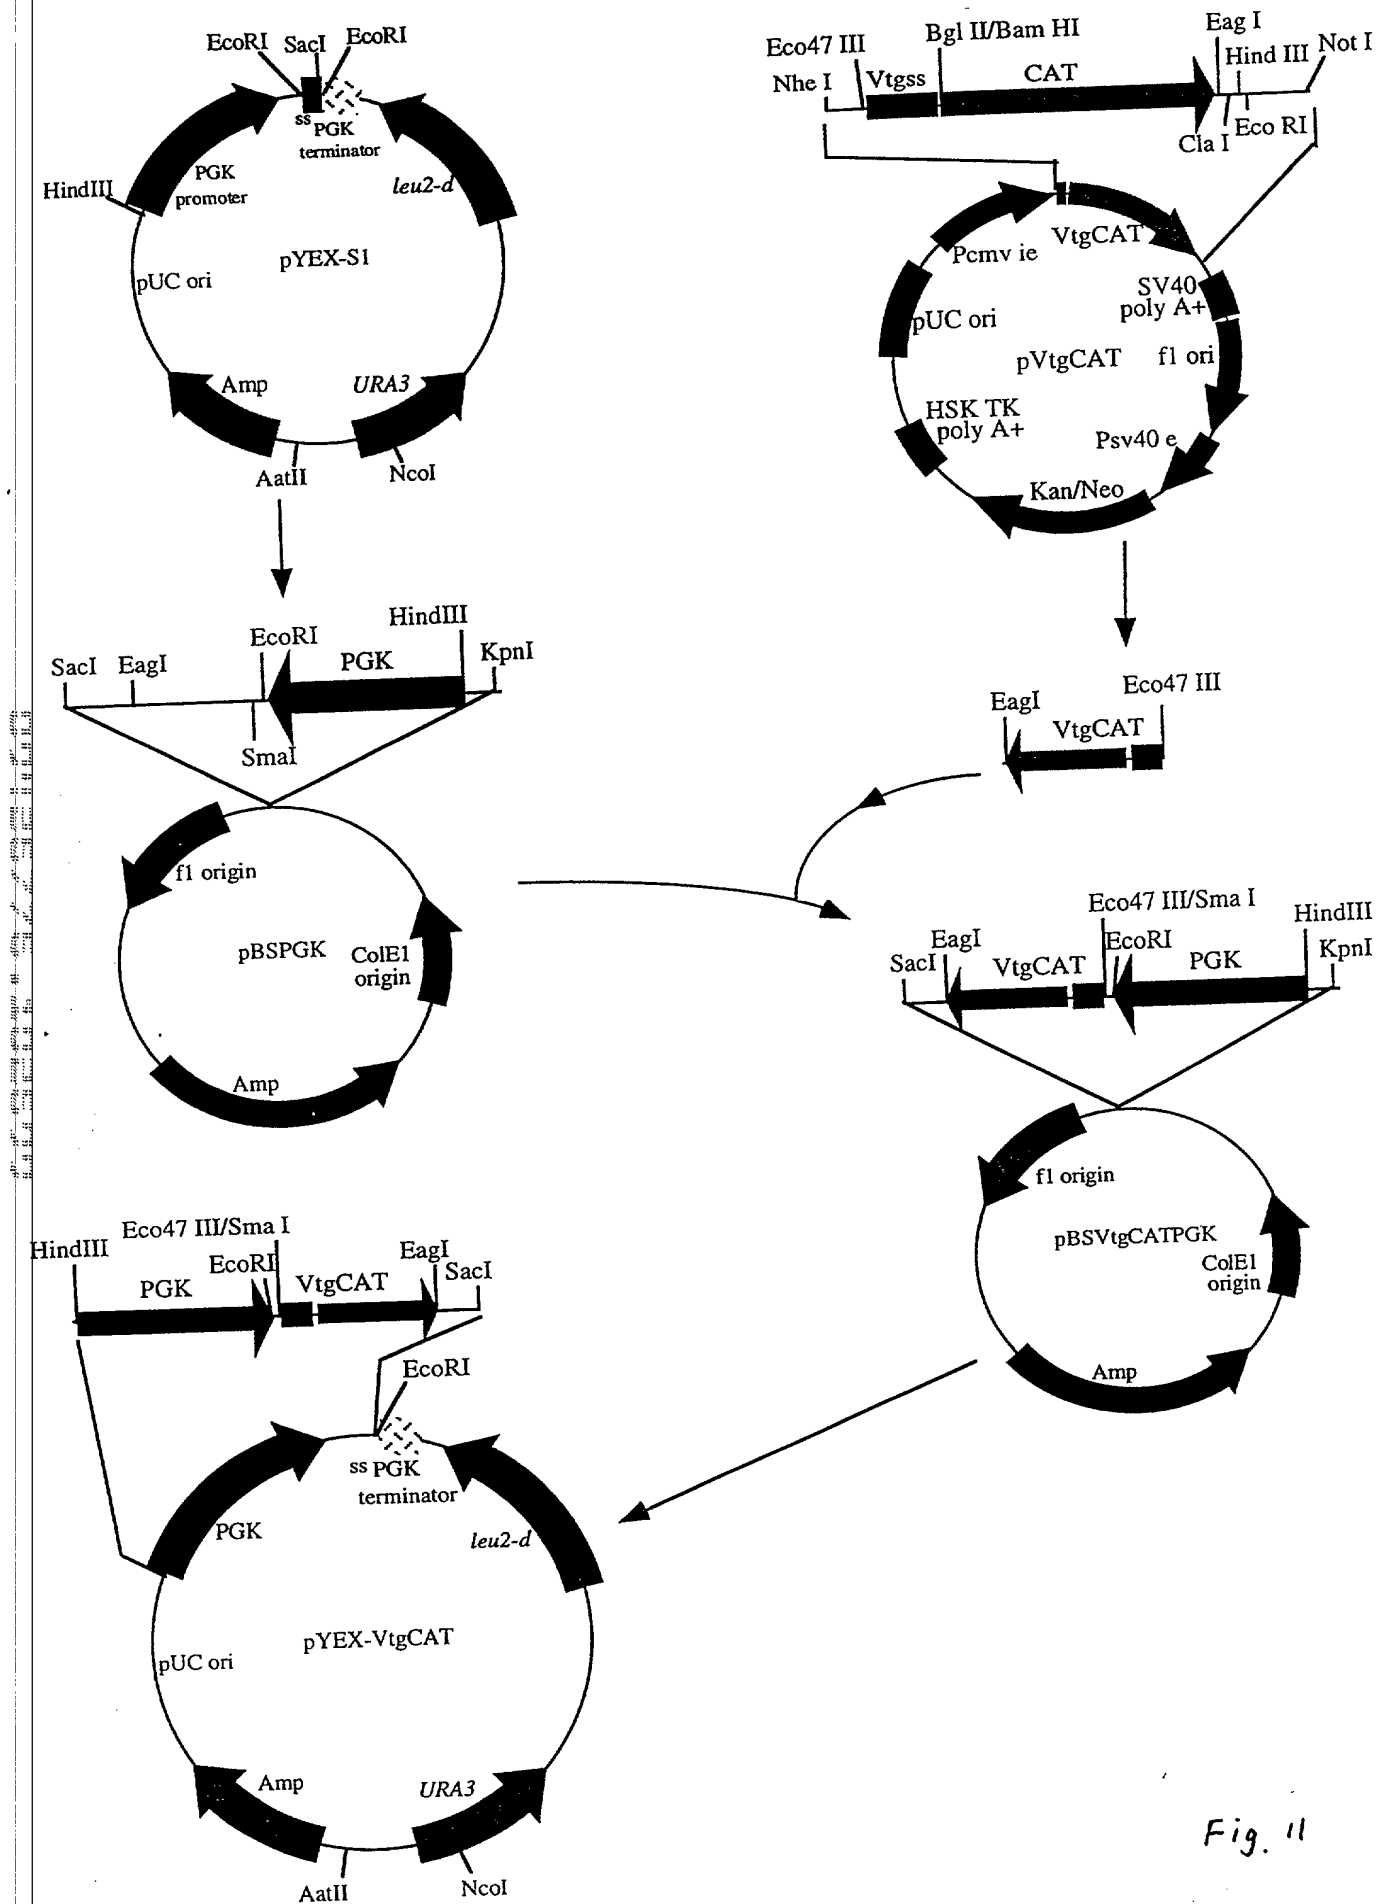 EcoRI
SacI
EcoRI
ss
PGK
terminator
PGK
promoter
HindIII
leu2-d
pYEX-S1
pUC ori
Amp
URA3
AatII
NcoI
Eco47 III
Bgl II/Bam HI
Eag I
Hind III
Not I
Nhe I
Vtgss
CAT
Cla I
Eco RI
Pcmv ie
VtgCAT
SV40
poly A+
pUC ori
pVtgCAT
f1 ori
HSK TK
poly A+
Psv40 e
Kan/Neo
SacI
EagI
EcoRI
PGK
HindIII
KpnI
SmaI
f1 origin
pBSPGK
ColE1
origin
Amp
EagI
VtgCAT
Eco47 III
Eco47 III/Sma I
HindIII
SacI
EagI
VtgCAT
EcoRI
PGK
KpnI
f1 origin
pBSVtgCATPGK
ColE1
origin
Amp
HindIII
Eco47 III/Sma I
PGK
EcoRI
VtgCAT
EagI
SacI
EcoRI
ss PGK
terminator
PGK
leu2-d
pYEX-VtgCAT
pUC ori
Amp
URA3
AatII
NcoI
Fig. 11